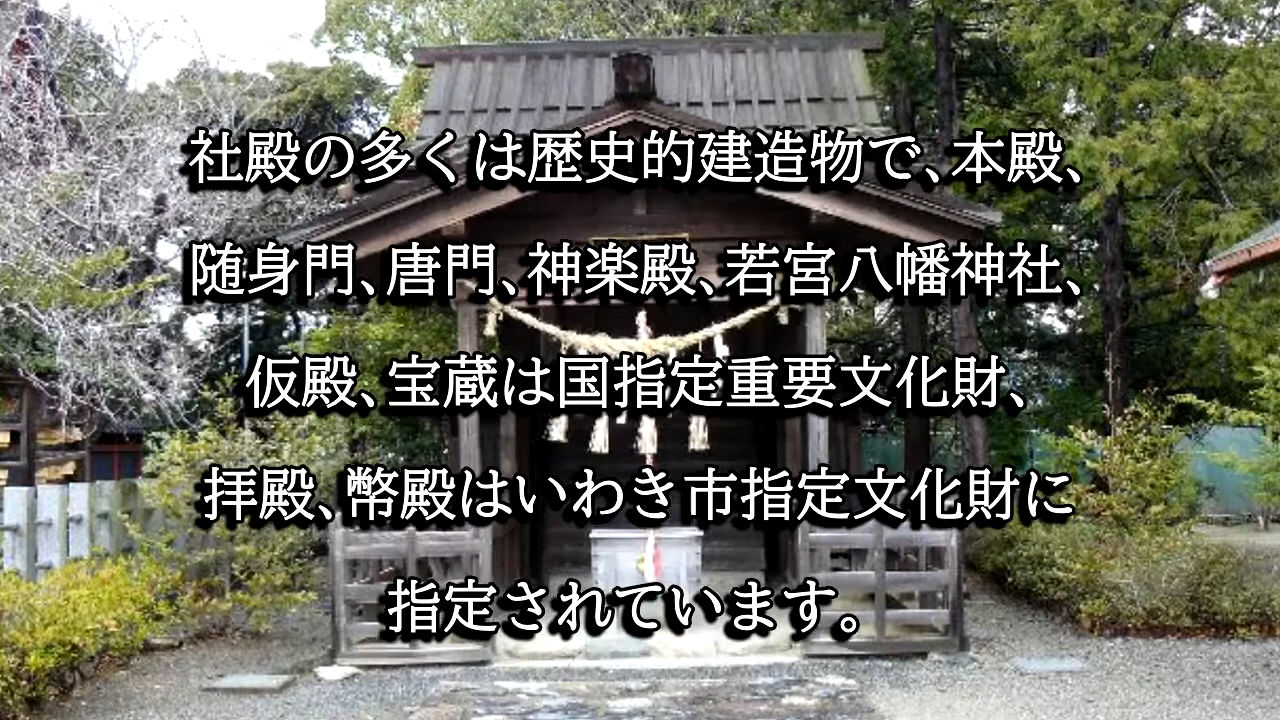 社殿の多くは歴史的建造物で、本殿、
随身門、唐門、神楽殿、若宮八幡神社、
仮殿、宝蔵は国指定重要文化財、
拝殿、幣殿はいわき市指定文化財に
指定されています。